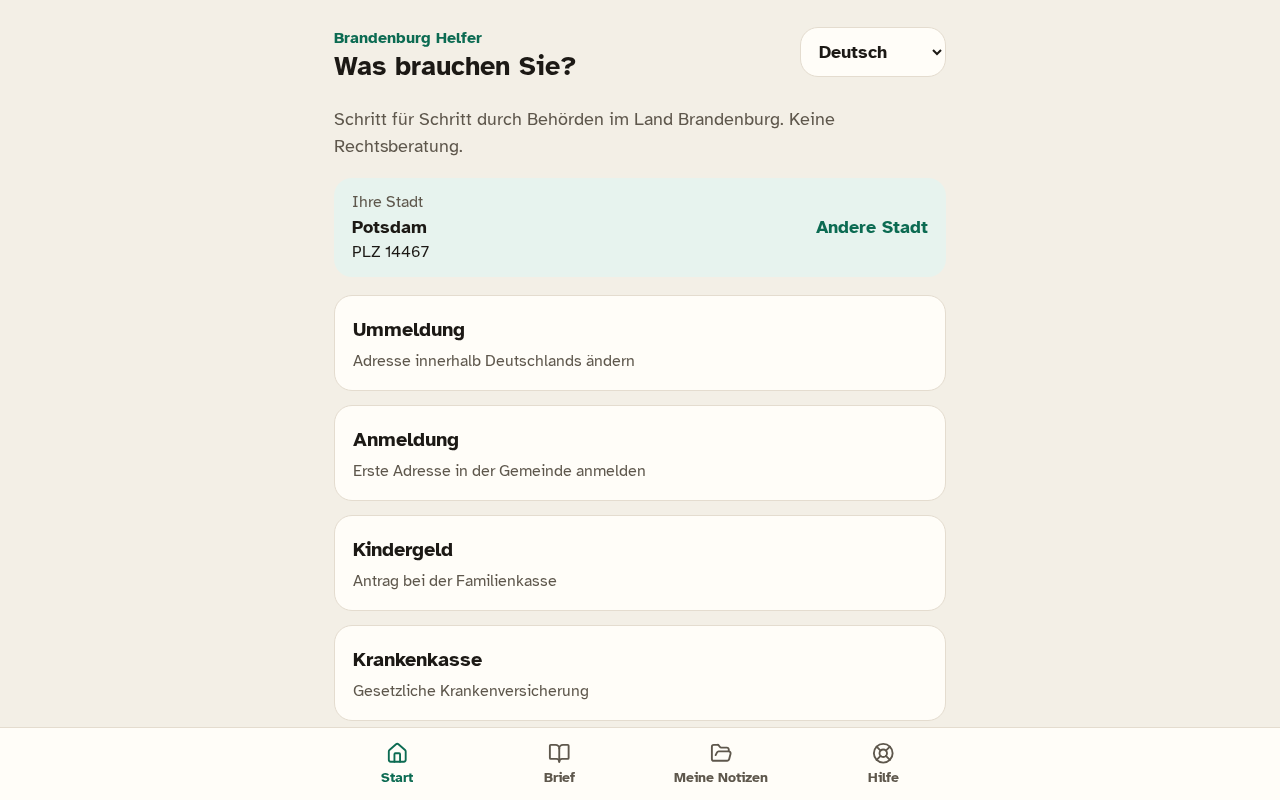 Brandenburg Helfer
Was brauchen Sie?
Deutsch
Schritt für Schritt durch Behörden im Land Brandenburg. Keine
Rechtsberatung.
Ihre Stadt
Potsdam
Andere Stadt
PLZ 14467
Ummeldung
Adresse innerhalb Deutschlands ändern
Anmeldung
Erste Adresse in der Gemeinde anmelden
Kindergeld
Antrag bei der Familienkasse
Krankenkasse
Gesetzliche Krankenversicherung
Start
Brief
Meine Notizen
Hilfe